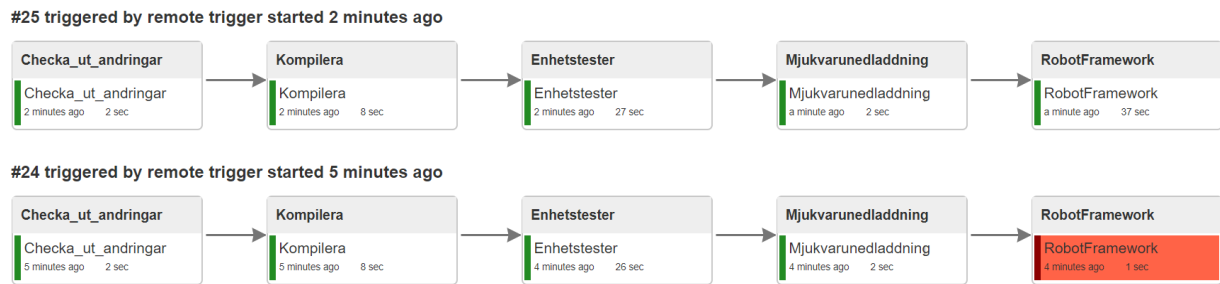 #25 triggered by remote trigger started 2 minutes ago
Checka_ut_andringar
Checka_ut_andringar
2 minutes ago 2 sec
Kompilera
Kompilera
2 minutes ago 8 sec
Enhetstester
Enhetstester
2 minutes ago 27 sec
Mjukvarunedladdning
Mjukvarunedladdning
a minute ago 2 sec
RobotFramework
RobotFramework
a minute ago 37 sec
#24 triggered by remote trigger started 5 minutes ago
Checka_ut_andringar
Checka_ut_andringar
5 minutes ago 2 sec
Kompilera
Kompilera
5 minutes ago 8 sec
Enhetstester
Enhetstester
4 minutes ago 26 sec
Mjukvarunedladdning
Mjukvarunedladdning
4 minutes ago 2 sec
RobotFramework
RobotFramework
4 minutes ago 1 sec